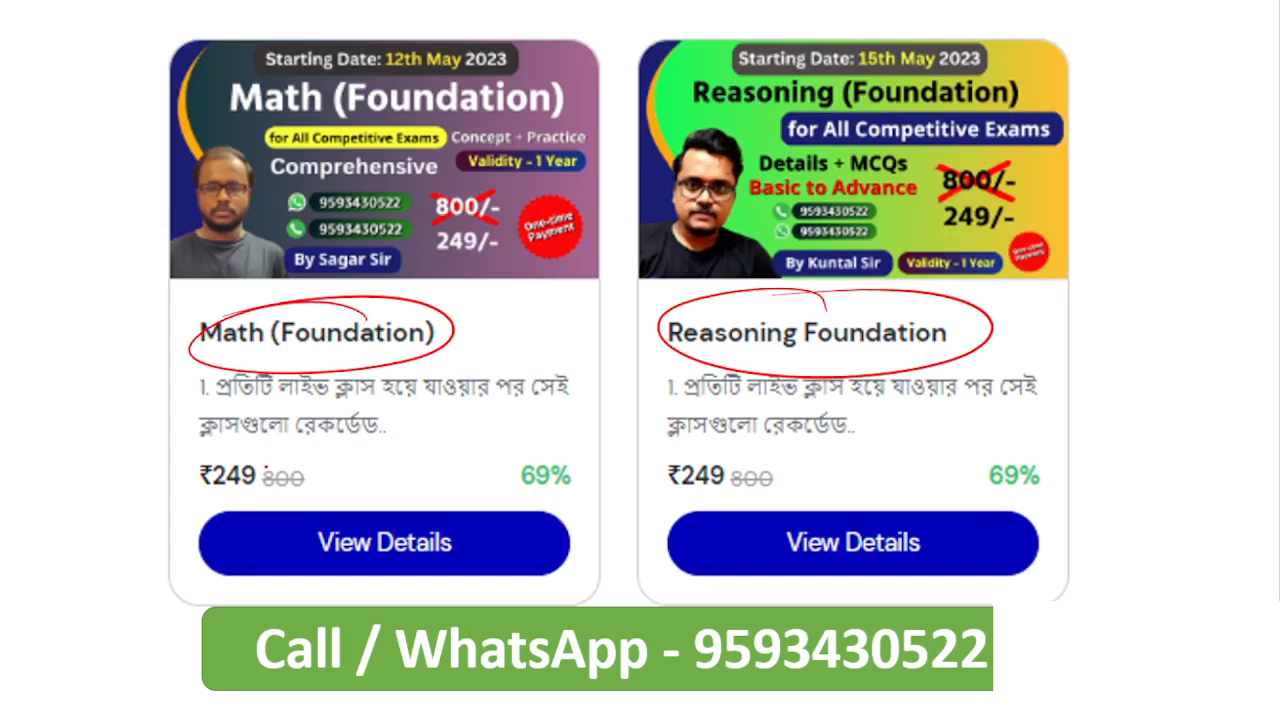 Starting Date: 12th May 2023
Math (Foundation)
for All Competitive Exams Concept + Practice
Comprehensive
Validity - 1 Year
9593430522
9593430522
800/-
249/-
One-time
Payment
By Sagar Sir
Math (Foundation)
1. প্রতিটি লাইভ ক্লাস হয়ে যাওয়ার পর সেই
ক্লাসগুলো রেকর্ডেড..
₹249 800 69%
View Details
Starting Date: 15th May 2023
Reasoning (Foundation)
for All Competitive Exams
Details + MCQs
Basic to Advance
9593430522
9593430522
800/-
249/-
One-time
Payment
By Kuntal Sir
Validity - 1 Year
Reasoning Foundation
1. প্রতিটি লাইভ ক্লাস হয়ে যাওয়ার পর সেই
ক্লাসগুলো রেকর্ডেড..
₹249 800 69%
View Details
Call / WhatsApp - 9593430522